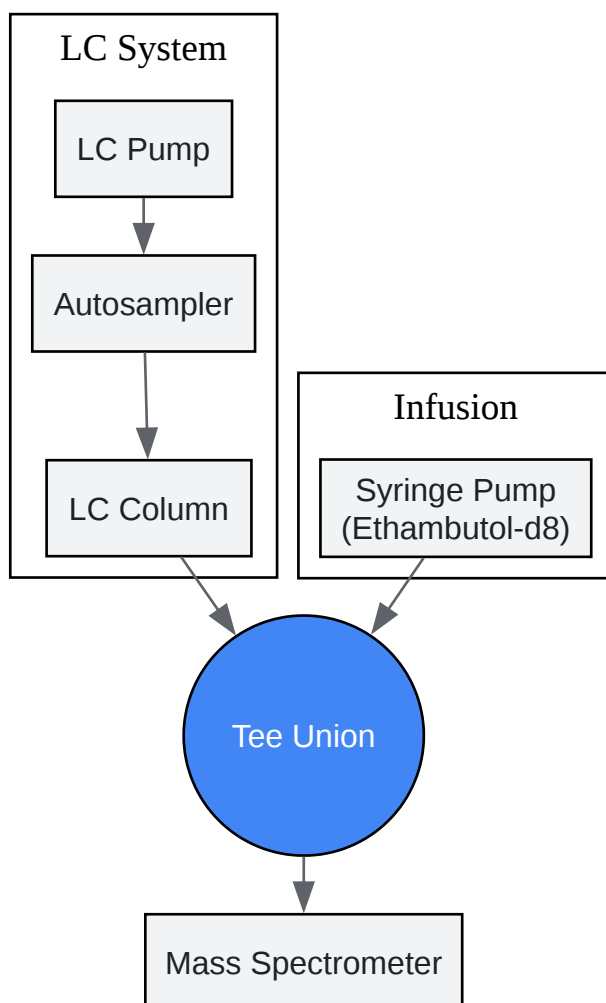 LC System
LC Pump
Autosampler
LC Column
Infusion
Syringe Pump
(Ethambutol-d8)
Tee Union
Mass Spectrometer